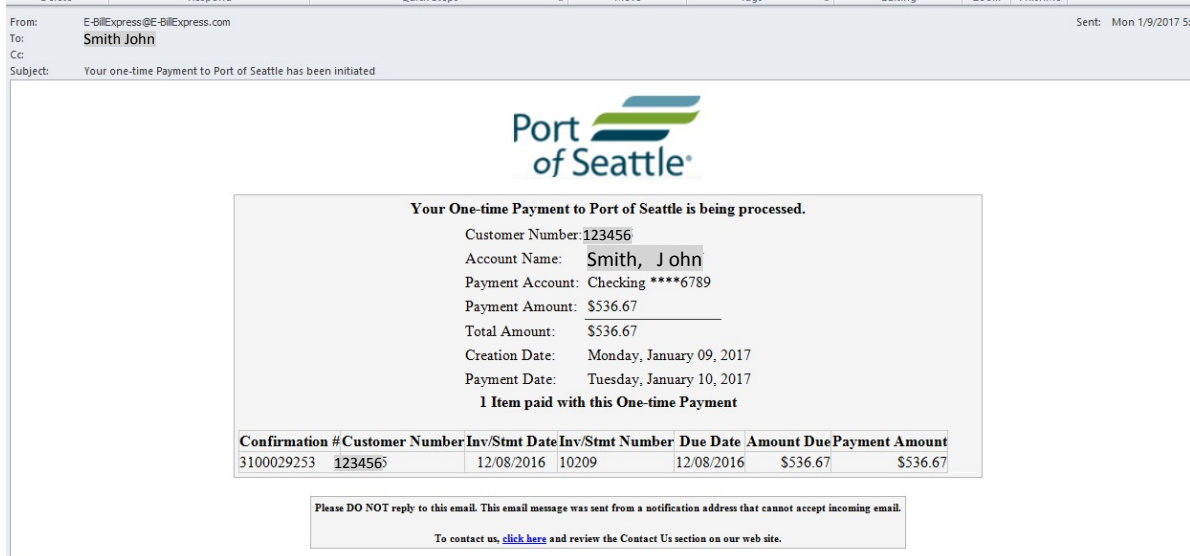 From: E-BillExpress@E-BillExpress.com Sent: Mon 1/9/2017 5:
To: Smith John
Cc:
Subject: Your one-time Payment to Port of Seattle has been initiated
Port
of Seattle®
Your One-time Payment to Port of Seattle is being processed.
Customer Number: 123456
Account Name: Smith, J ohn
Payment Account: Checking ****6789
Payment Amount: $536.67
Total Amount: $536.67
Creation Date: Monday, January 09, 2017
Payment Date: Tuesday, January 10, 2017
1 Item paid with this One-time Payment
Confirmation # Customer Number Inv/Stmt Date Inv/Stmt Number Due Date Amount Due Payment Amount
3100029253 123456 12/08/2016 10209 12/08/2016 $536.67 $536.67
Please DO NOT reply to this email. This email message was sent from a notification address that cannot accept incoming email.
To contact us, click here and review the Contact Us section on our web site.